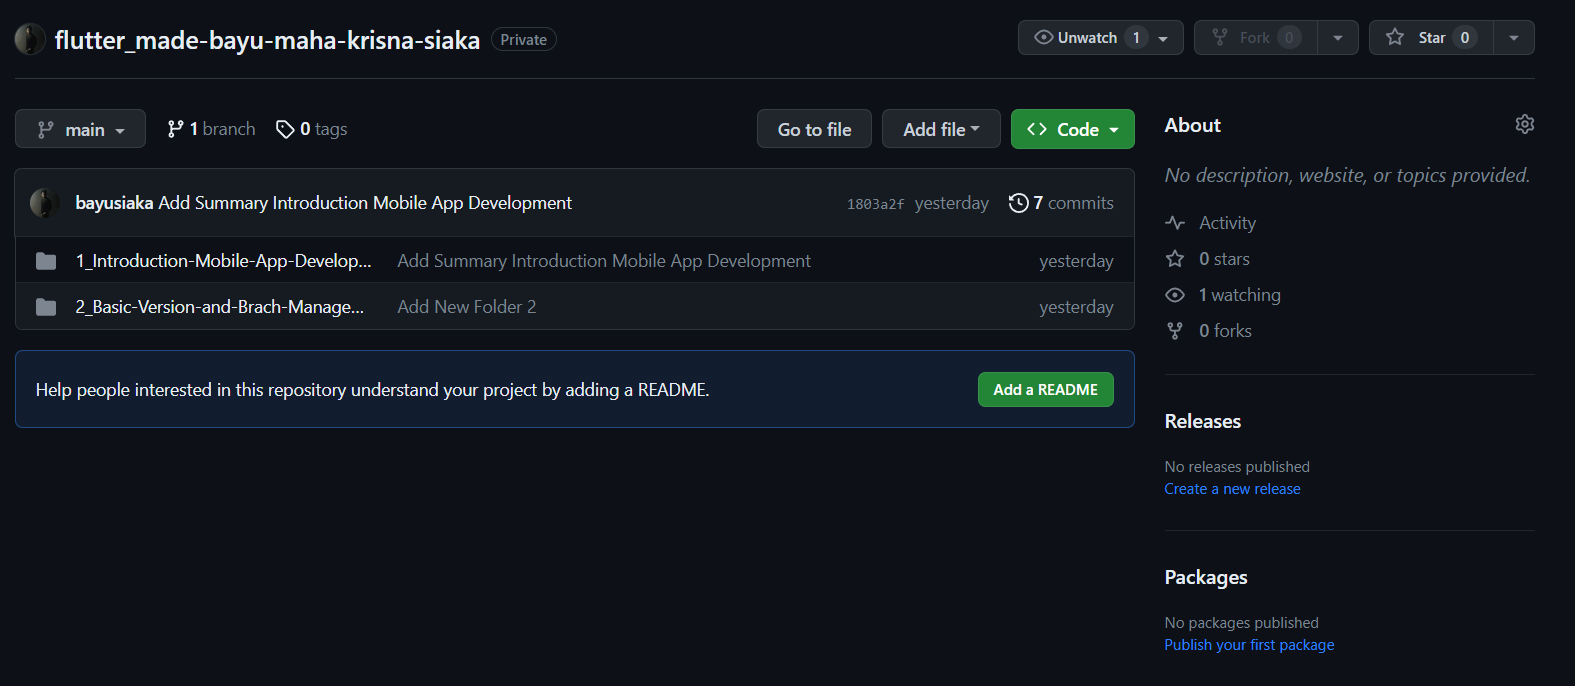 flutter_made-bayu-maha-krisna-siaka Private Unwatch 1 Fork 0 Star 0
main 1 branch 0 tags Go to file Add file Code
bayusiaka Add Summary Introduction Mobile App Development 1803a2f yesterday 7 commits
1_Introduction-Mobile-App-Develop... Add Summary Introduction Mobile App Development yesterday
2_Basic-Version-and-Brach-Manage... Add New Folder 2 yesterday
Help people interested in this repository understand your project by adding a README. Add a README
About
No description, website, or topics provided.
Activity
0 stars
1 watching
0 forks
Releases
No releases published
Create a new release
Packages
No packages published
Publish your first package